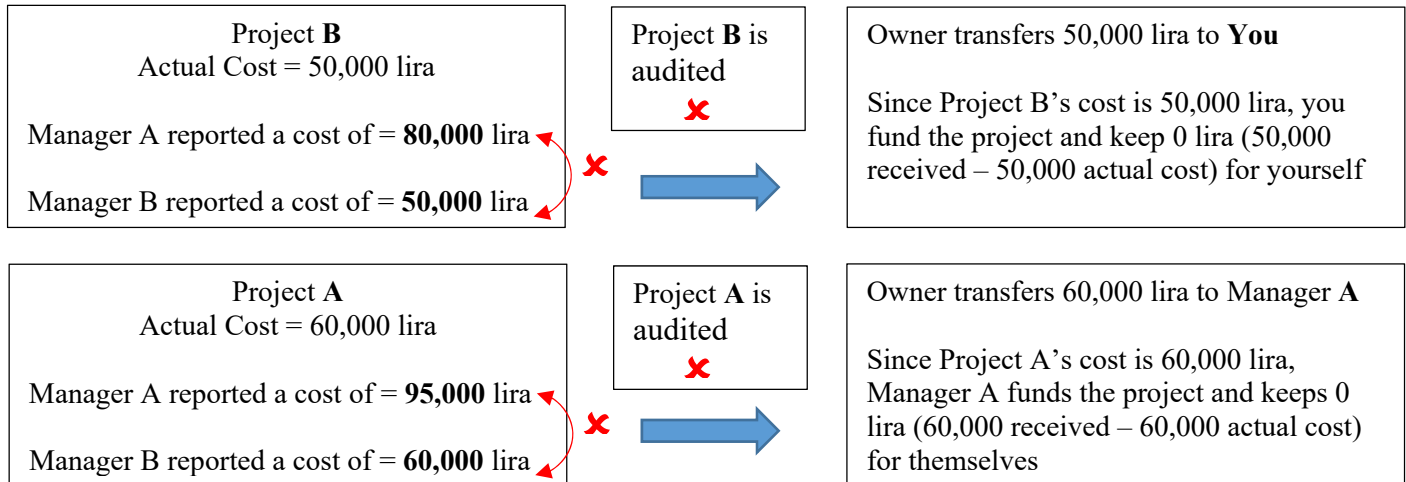 Project B
Actual Cost = 50,000 lira
Manager A reported a cost of = 80,000 lira
Manager B reported a cost of = 50,000 lira
Project B is
audited
Owner transfers 50,000 lira to You
Since Project B’s cost is 50,000 lira, you
fund the project and keep 0 lira (50,000
received – 50,000 actual cost) for yourself
Project A
Actual Cost = 60,000 lira
Manager A reported a cost of = 95,000 lira
Manager B reported a cost of = 60,000 lira
Project A is
audited
Owner transfers 60,000 lira to Manager A
Since Project A’s cost is 60,000 lira,
Manager A funds the project and keeps 0
lira (60,000 received – 60,000 actual cost)
for themselves